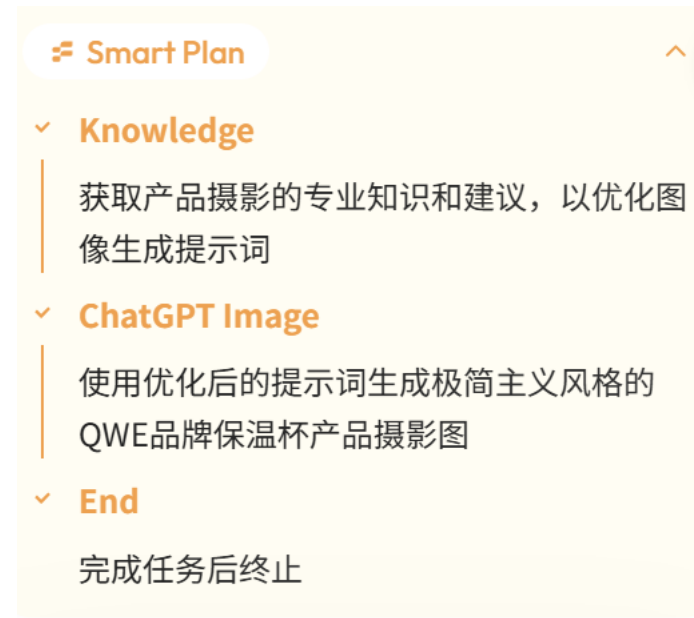 Smart Plan
Knowledge
获取产品摄影的专业知识和建议，以优化图
像生成提示词
ChatGPT Image
使用优化后的提示词生成极简主义风格的
QWE品牌保温杯产品摄影图
End
完成任务后终止